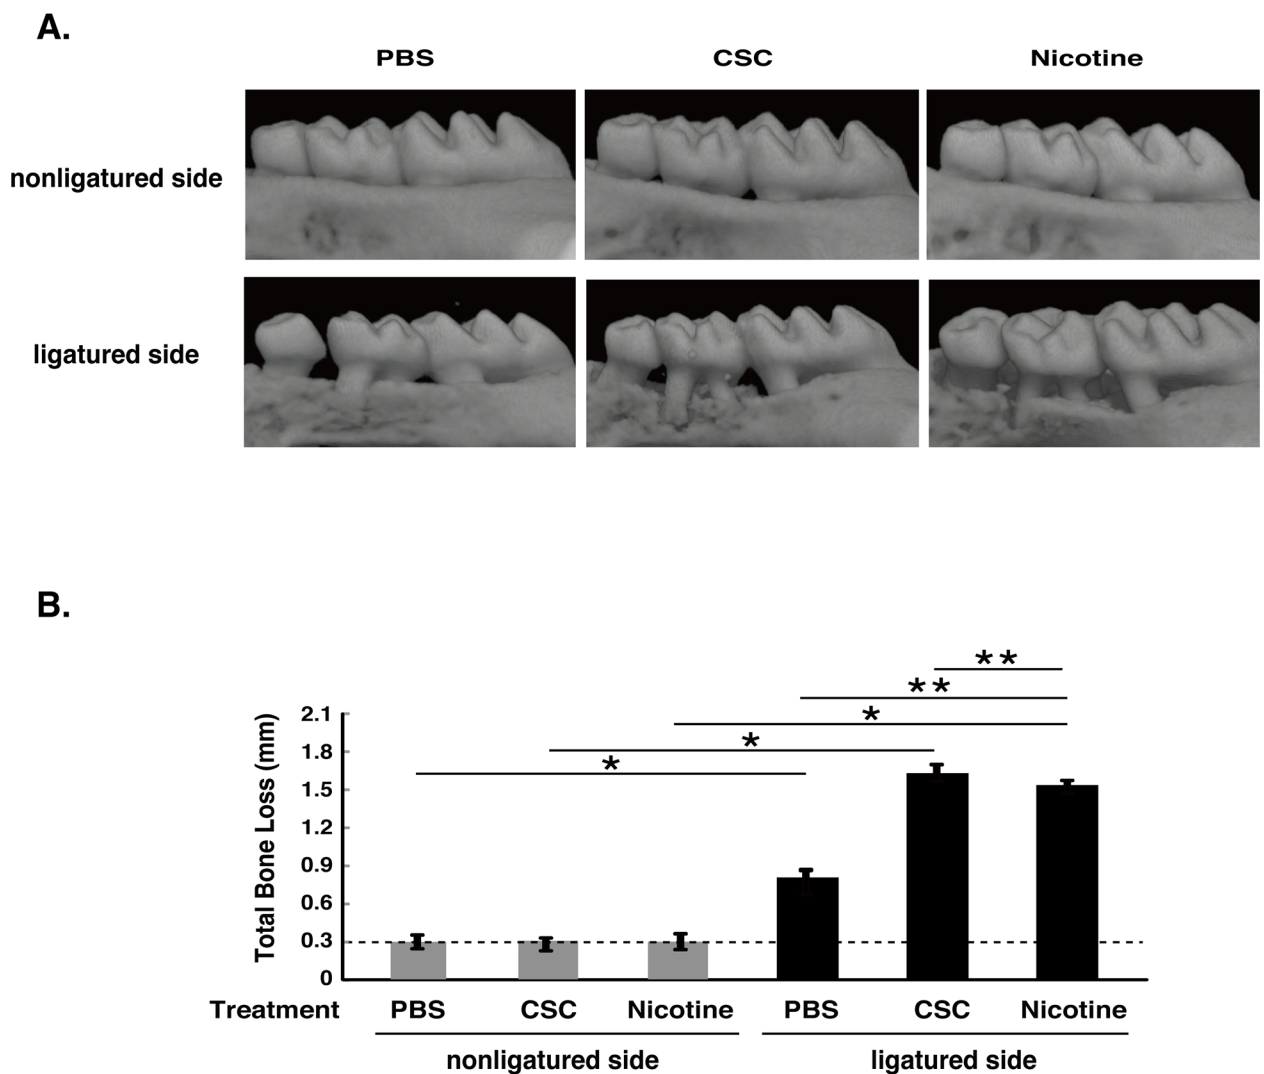 A.
PBS CSC Nicotine
nonligatured side
ligatured side
B.
**
**
*
*
*
Total Bone Loss (mm)
2.1
1.8
1.5
1.2
0.9
0.6
0.3
0
Treatment PBS CSC Nicotine PBS CSC Nicotine
nonligatured side ligatured side